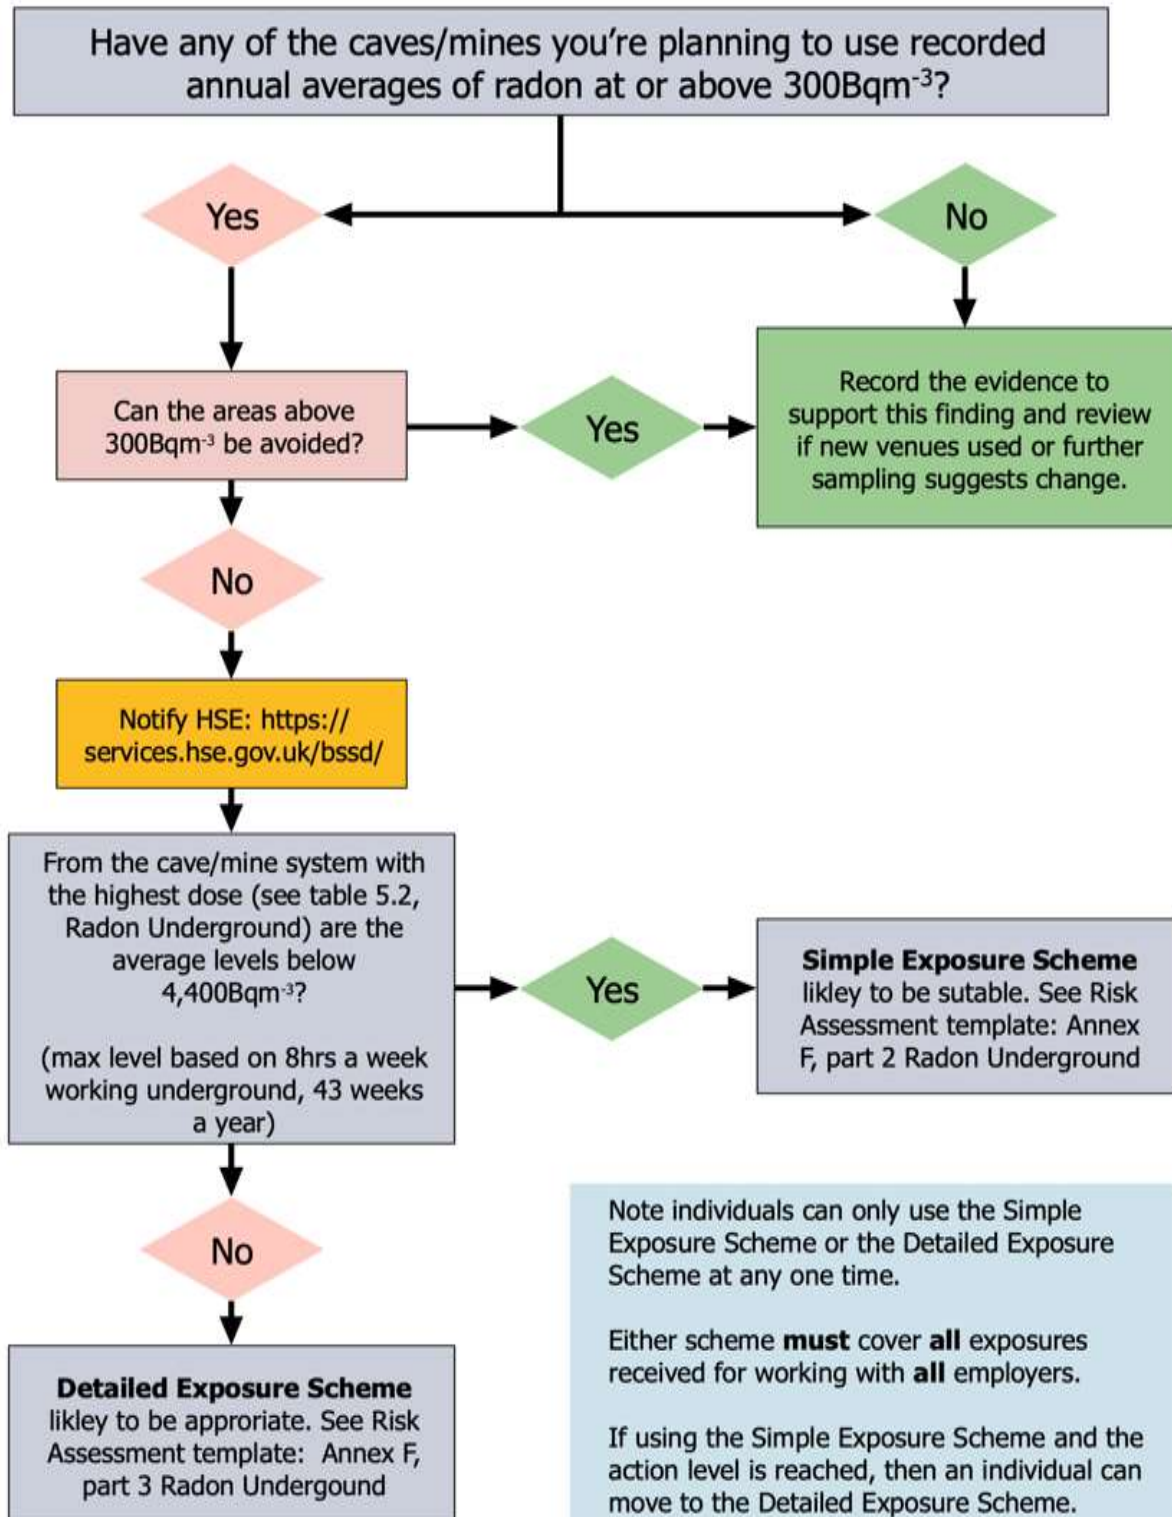 Have any of the caves/mines you're planning to use recorded
annual averages of radon at or above 300Bqm⁻³?
Yes
No
Can the areas above
300Bqm⁻³ be avoided?
Yes
Record the evidence to
support this finding and review
if new venues used or further
sampling suggests change.
No
Notify HSE: https://
services.hse.gov.uk/bssd/
From the cave/mine system with
the highest dose (see table 5.2,
Radon Underground) are the
average levels below
4,400Bqm⁻³?
(max level based on 8hrs a week
working underground, 43 weeks
a year)
Yes
Simple Exposure Scheme
likley to be sutable. See Risk
Assessment template: Annex
F, part 2 Radon Underground
No
Detailed Exposure Scheme
likley to be approriate. See Risk
Assessment template: Annex F,
part 3 Radon Undergound
Note individuals can only use the Simple
Exposure Scheme or the Detailed Exposure
Scheme at any one time.
Either scheme must cover all exposures
received for working with all employers.
If using the Simple Exposure Scheme and the
action level is reached, then an individual can
move to the Detailed Exposure Scheme.